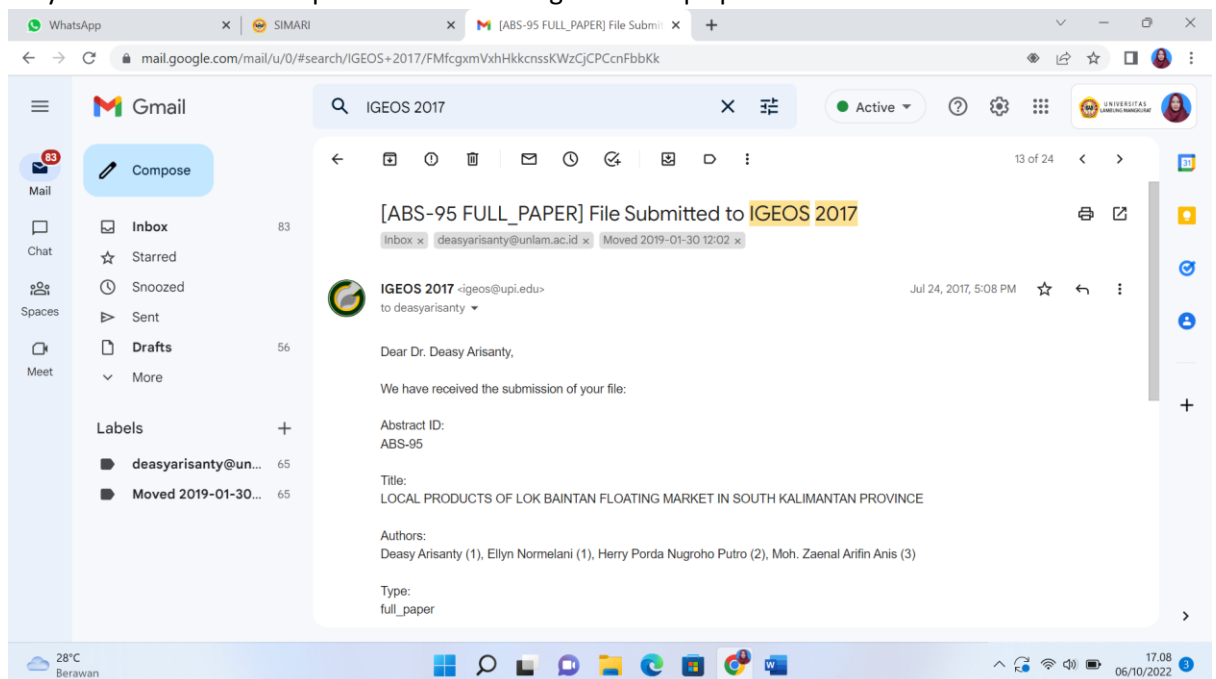 WhatsApp
SIMARI
[ABS-95 FULL_PAPER] File Submit
mail.google.com/mail/u/0/#search/IGEOS+2017/FMfcgxmVxhHkkcnssKWzCjCPCcnFbbKk
Gmail
IGEOS 2017
Active
UNIVERSITAS
LAMBUNG MANGKURAT
83
Mail
Chat
Spaces
Meet
Compose
Inbox 83
Starred
Snoozed
Sent
Drafts 56
More
Labels
deasyarisanty@un... 65
Moved 2019-01-30... 65
13 of 24
31
[ABS-95 FULL_PAPER] File Submitted to IGEOS 2017
Inbox x deasyarisanty@unlam.ac.id x Moved 2019-01-30 12:02 x
IGEOS 2017 <igeos@upi.edu> Jul 24, 2017, 5:08 PM
to deasyarisanty
Dear Dr. Deasy Arisanty,
We have received the submission of your file:
Abstract ID:
ABS-95
Title:
LOCAL PRODUCTS OF LOK BAINTAN FLOATING MARKET IN SOUTH KALIMANTAN PROVINCE
Authors:
Deasy Arisanty (1), Ellyn Normelani (1), Herry Porda Nugroho Putro (2), Moh. Zaenal Arifin Anis (3)
Type:
full_paper
28°C
Berawan
17.08
06/10/2022
3